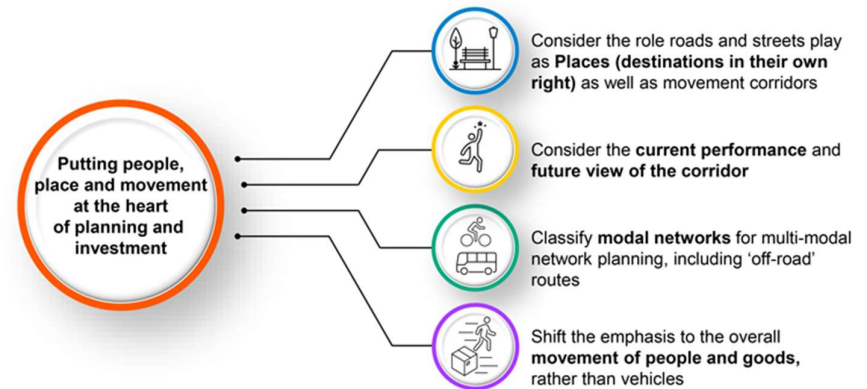 Putting people,
place and movement
at the heart
of planning and
investment
Consider the role roads and streets play
as Places (destinations in their own
right) as well as movement corridors
Consider the current performance and
future view of the corridor
Classify modal networks for multi-modal
network planning, including ‘off-road’
routes
Shift the emphasis to the overall
movement of people and goods,
rather than vehicles